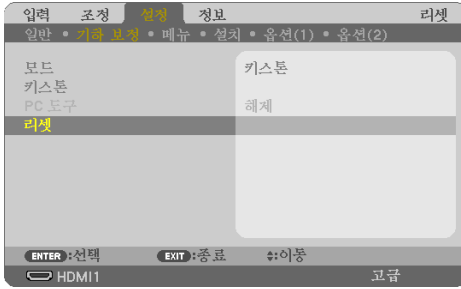 입력 조정 설정 정보 리셋
일반 • 기하 보정 • 메뉴 • 설치 • 옵션(1) • 옵션(2)
모드 키스톤
키스톤
PC 도구 해제
리셋
ENTER :선택 EXIT :종료 :이동
HDMI1 고급